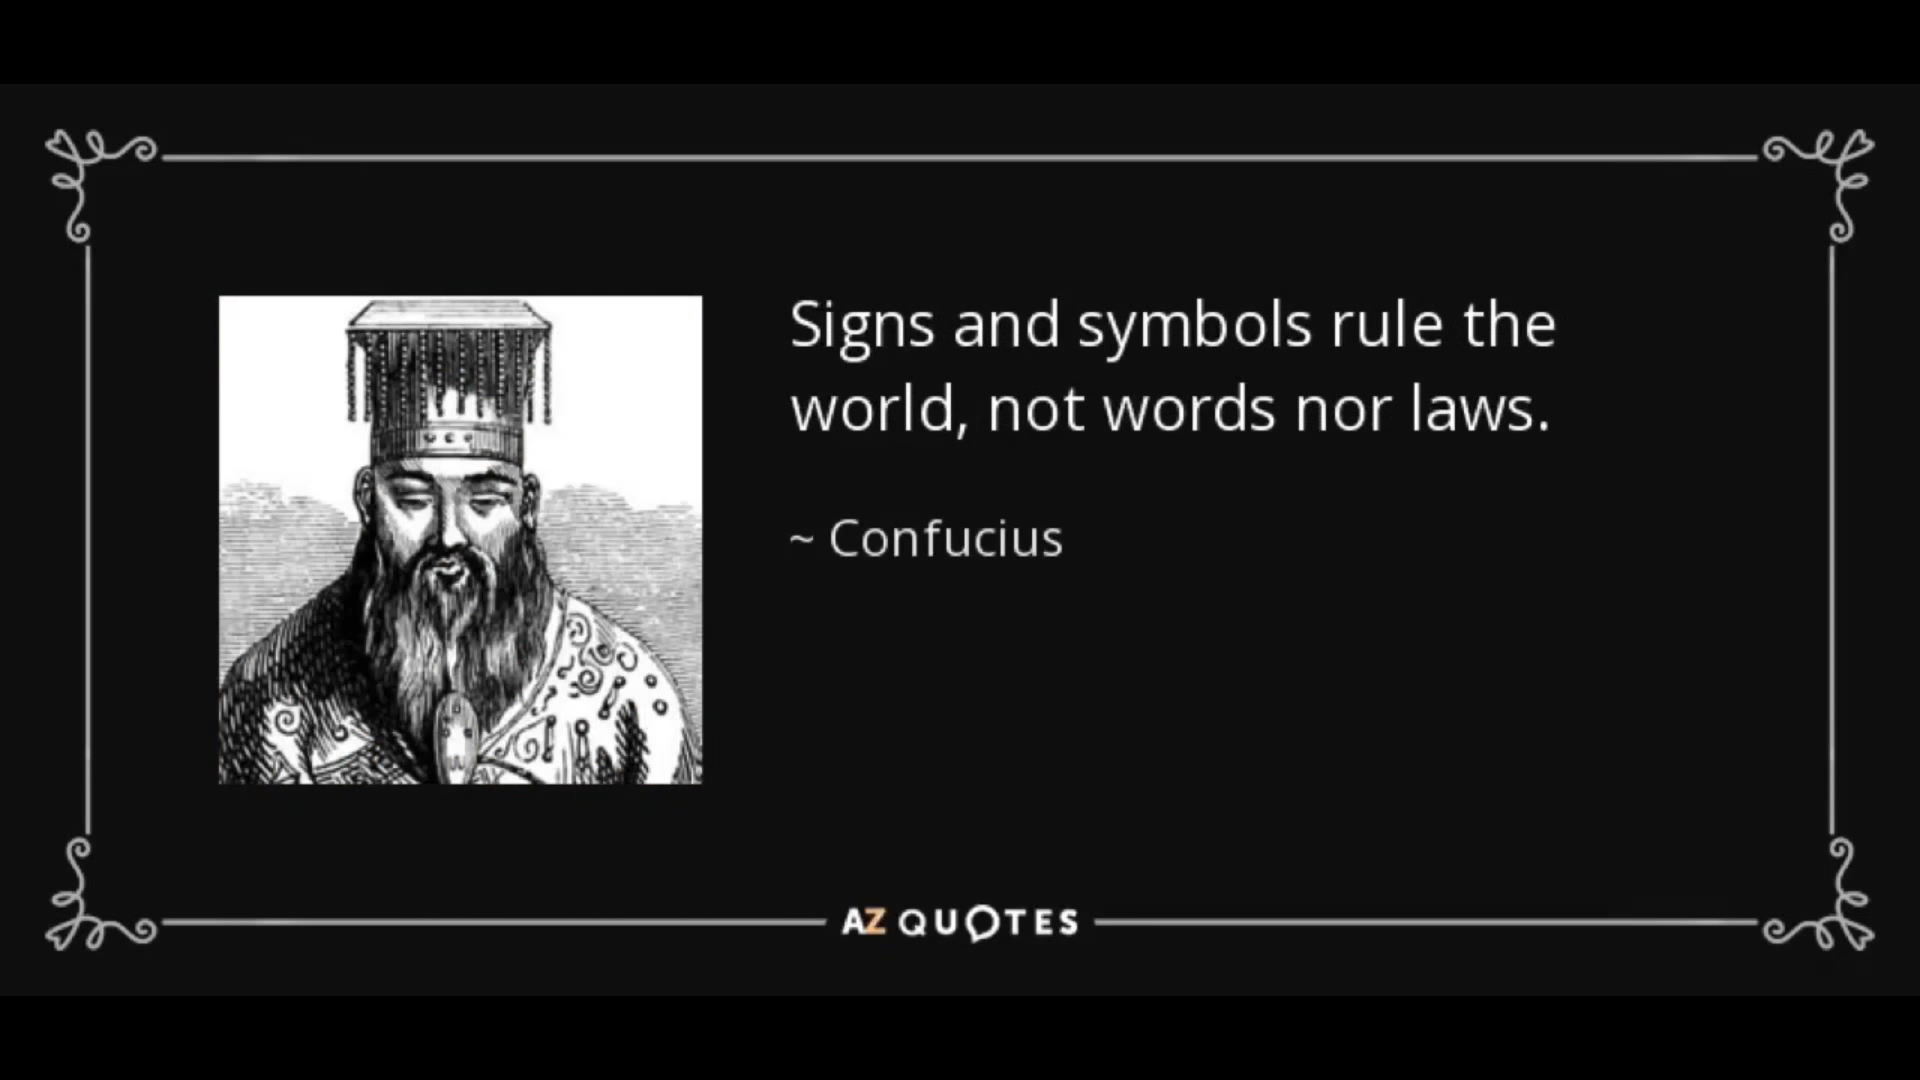 Signs and symbols rule the
world, not words nor laws.
~ Confucius
AZ QUOTES